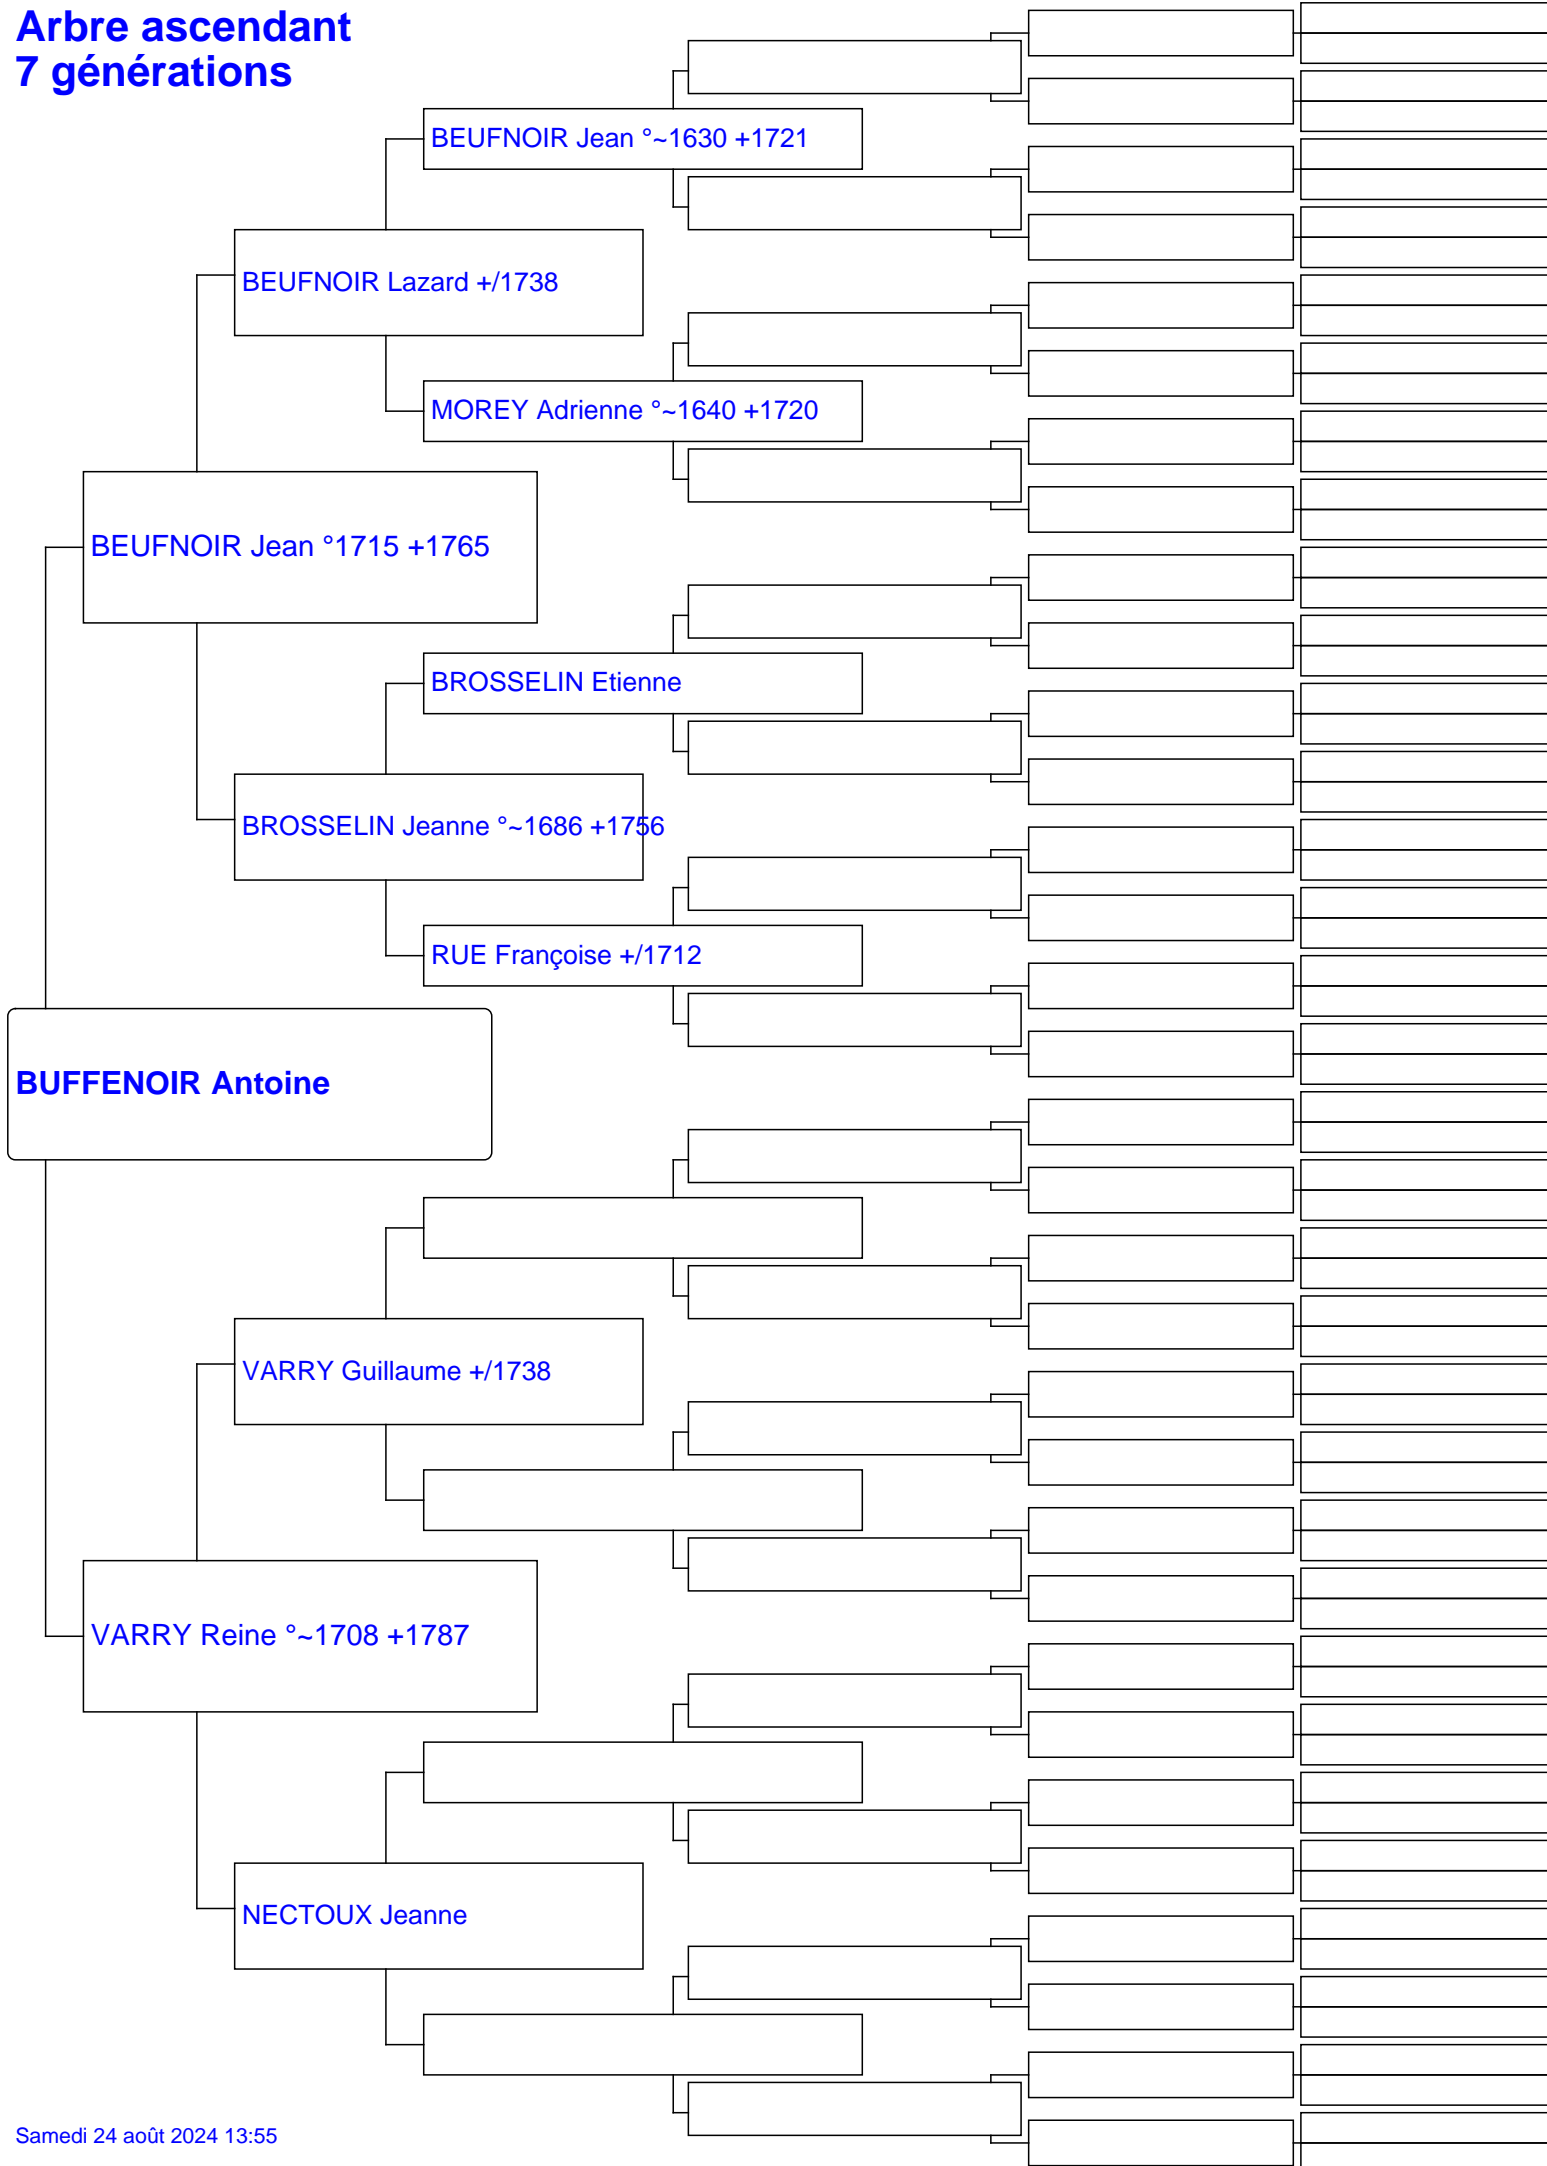 Arbre ascendant
7 générations
BEUFNOIR Jean °~1630 +1721
BEUFNOIR Lazard +/1738
MOREY Adrienne °~1640 +1720
BEUFNOIR Jean °1715 +1765
BROSSELIN Etienne
BROSSELIN Jeanne °~1686 +1756
RUE Françoise +/1712
BUFFENOIR Antoine
VARRY Guillaume +/1738
VARRY Reine °~1708 +1787
NECTOUX Jeanne
Samedi 24 août 2024 13:55